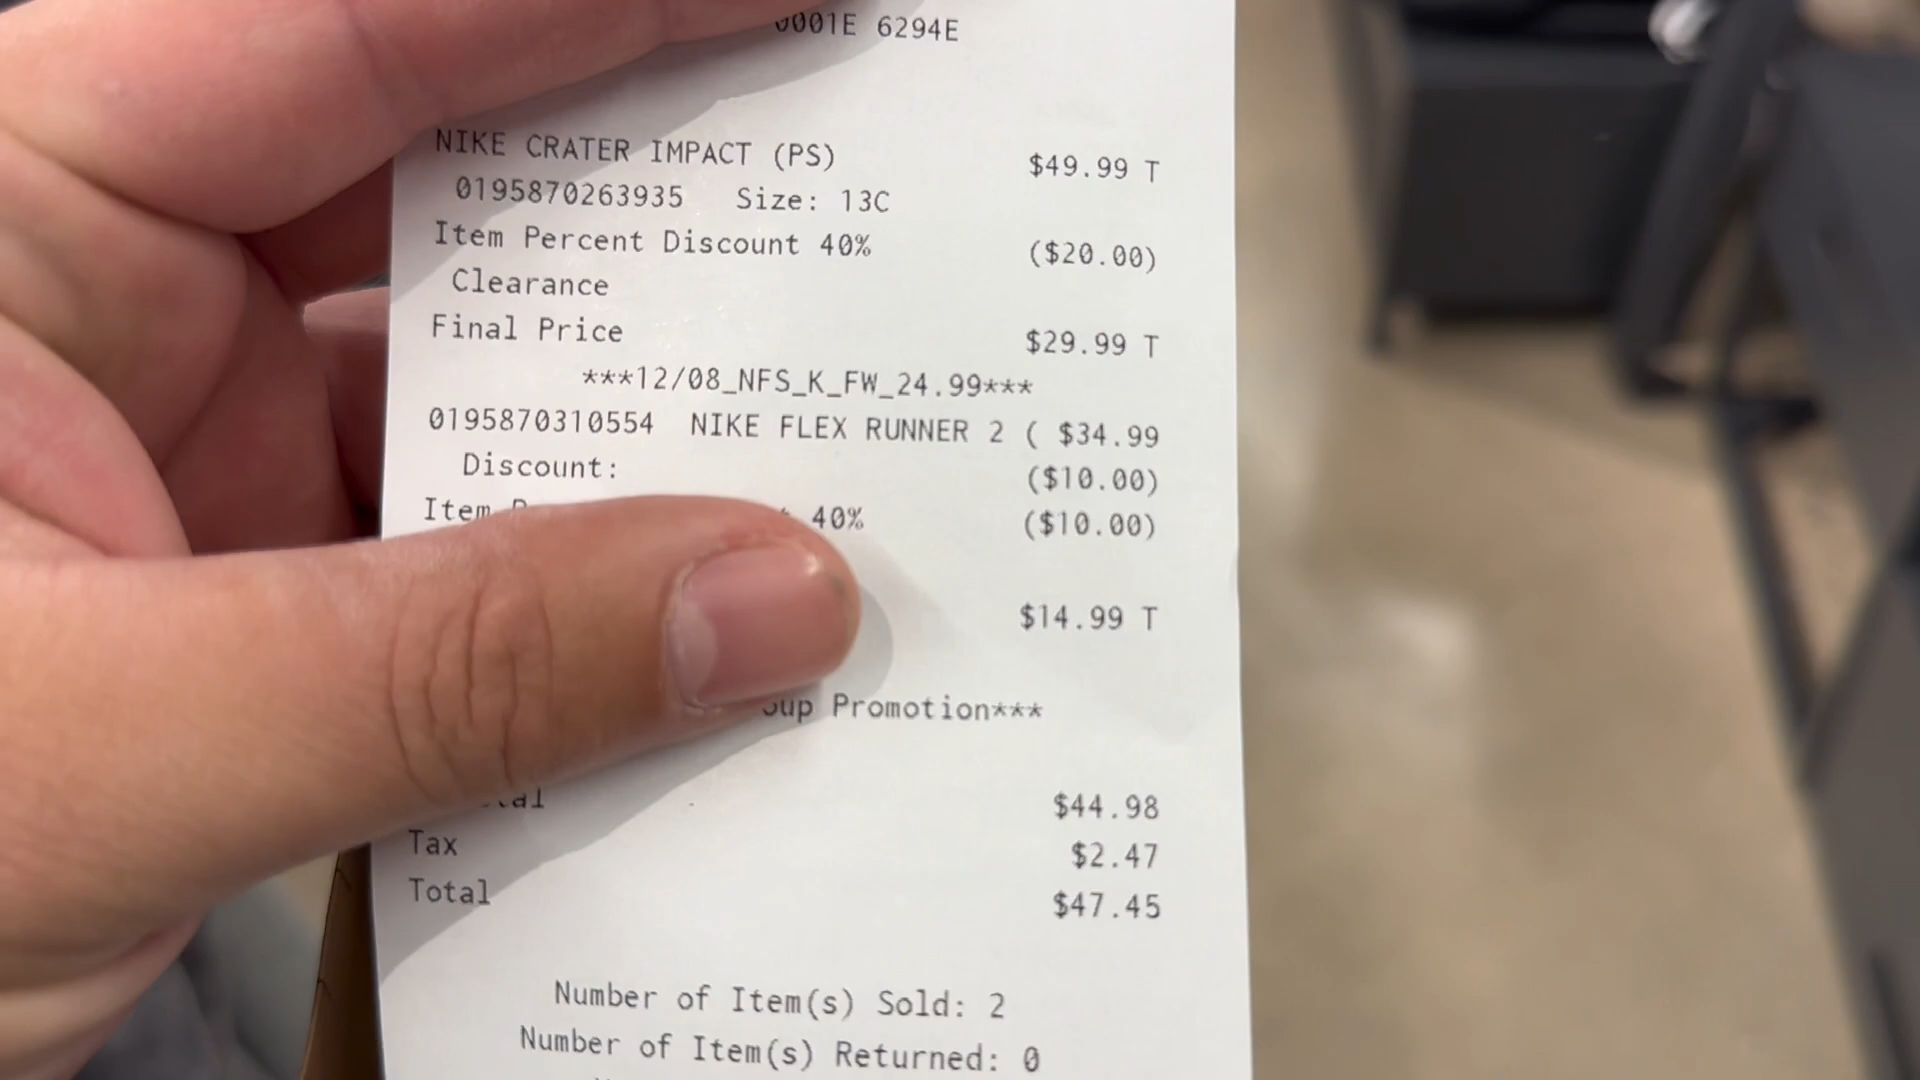 6294E
NIKE CRATER IMPACT (PS) $49.99 T
0195870263935 Size: 13C
Item Percent Discount 40% ($20.00)
Clearance
Final Price $29.99 T
***12/08_NFS_K_FW_24.99***
0195870310554 NIKE FLEX RUNNER 2 ( $34.99
Discount: ($10.00)
Item 40% ($10.00)
$14.99 T
Promotion***
$44.98
Tax $2.47
Total $47.45
Number of Item(s) Sold: 2
Number of Item(s) Returned: 0